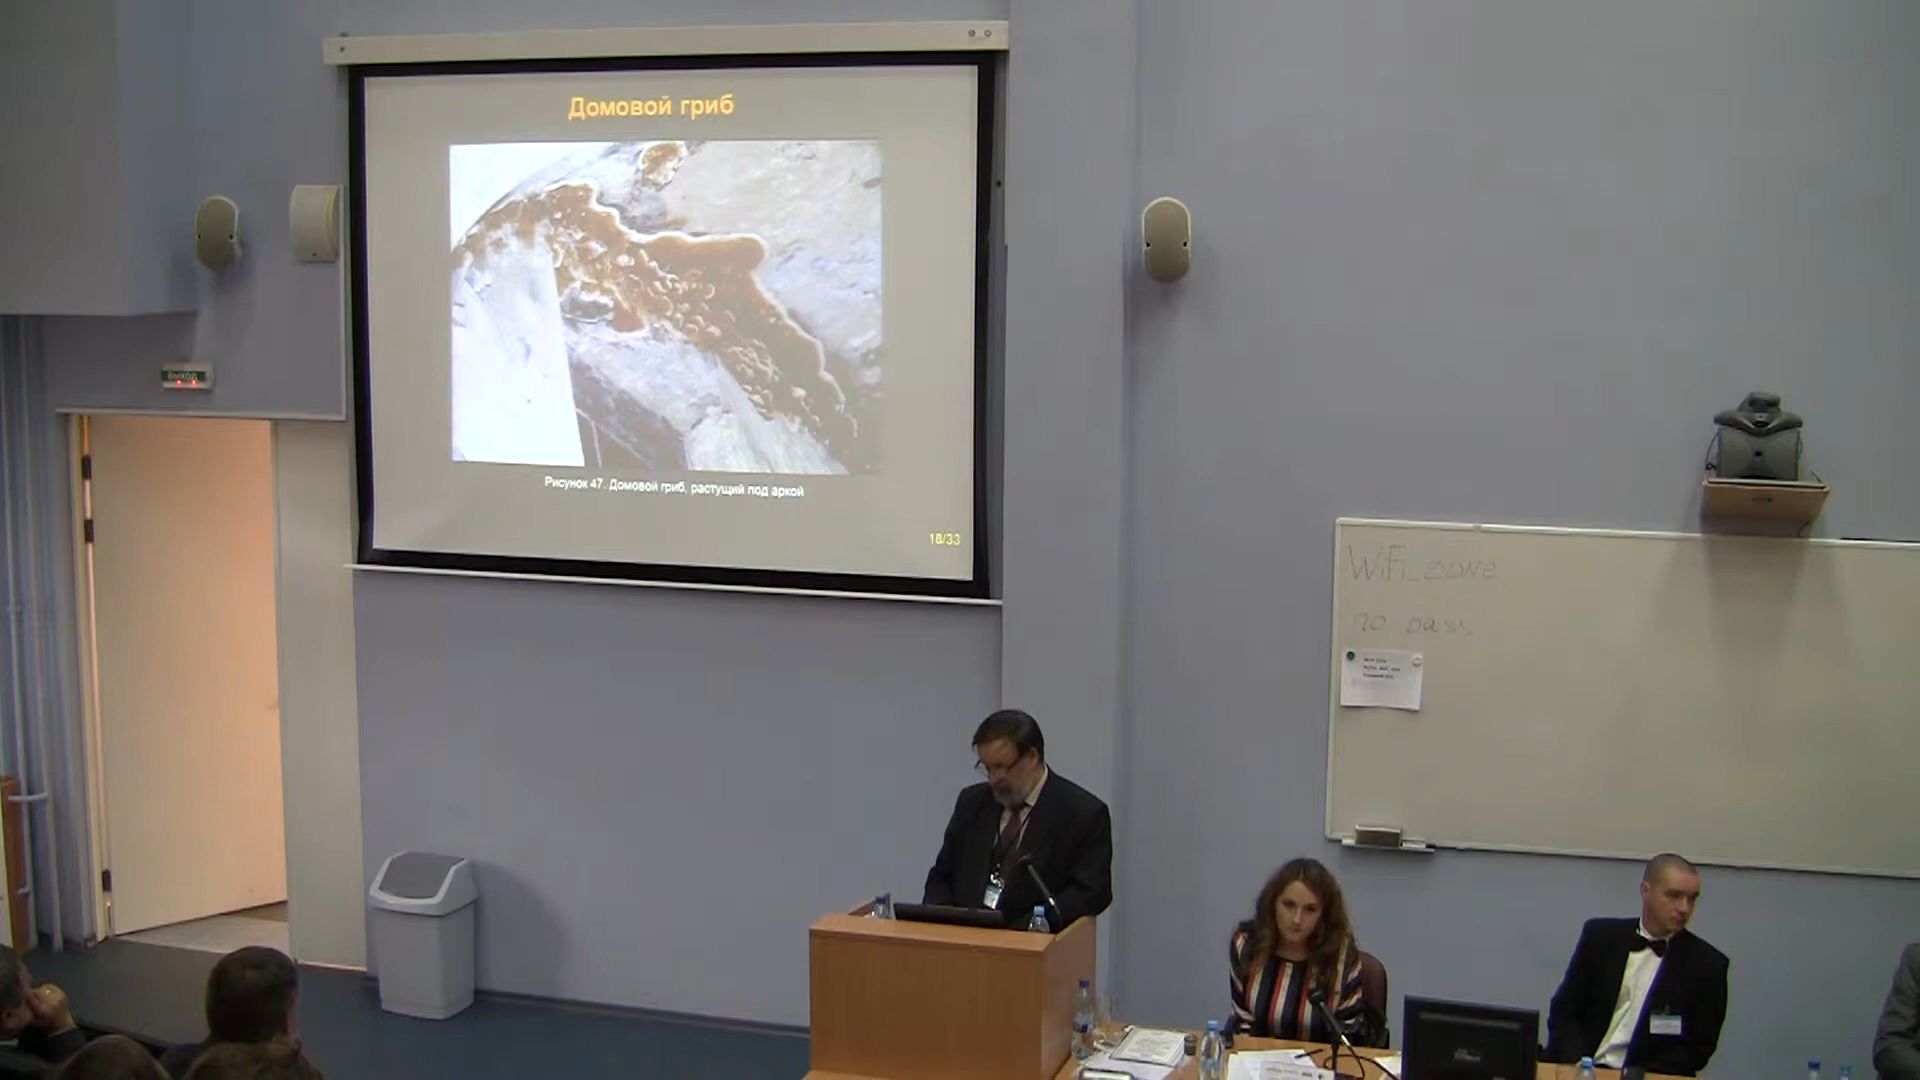 Домовой гриб
Рисунок 47. Домовой гриб, растущий под аркой
18/33
ВЫХОД
WiFi_zone
no pass